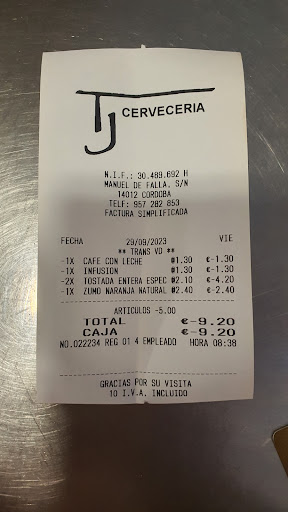 TJ CERVECERIA
N.I.F.: 30.489.692 H
MANUEL DE FALLA, S/N
14012 CORDOBA
TELF: 957 282 853
FACTURA SIMPLIFICADA
FECHA 29/09/2023 VIE
** TRANS VD **
-1X CAFE CON LECHE #1.30 €-1.30
-1X INFUSION #1.30 €-1.30
-2X TOSTADA ENTERA ESPEC #2.10 €-4.20
-1X ZUMO NARANJA NATURAL #2.40 €-2.40
ARTICULOS -5.00
TOTAL €-9.20
CAJA €-9.20
NO.022234 REG 01 4 EMPLEADO HORA 08:38
GRACIAS POR SU VISITA
10 I.V.A. INCLUIDO